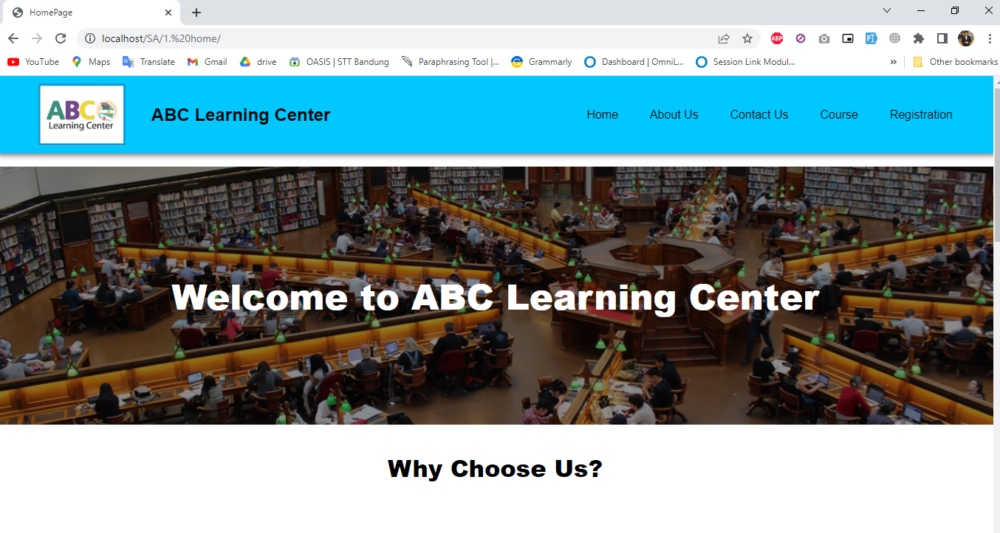 HomePage
localhost/SA/1.%20home/
ABP
YouTube Maps Translate Gmail drive OASIS | STT Bandung Paraphrasing Tool |... Grammarly Dashboard | OmniL... Session Link Modul... » Other bookmarks
ABC
Learning Center
ABC Learning Center
Home About Us Contact Us Course Registration
Welcome to ABC Learning Center
Why Choose Us?